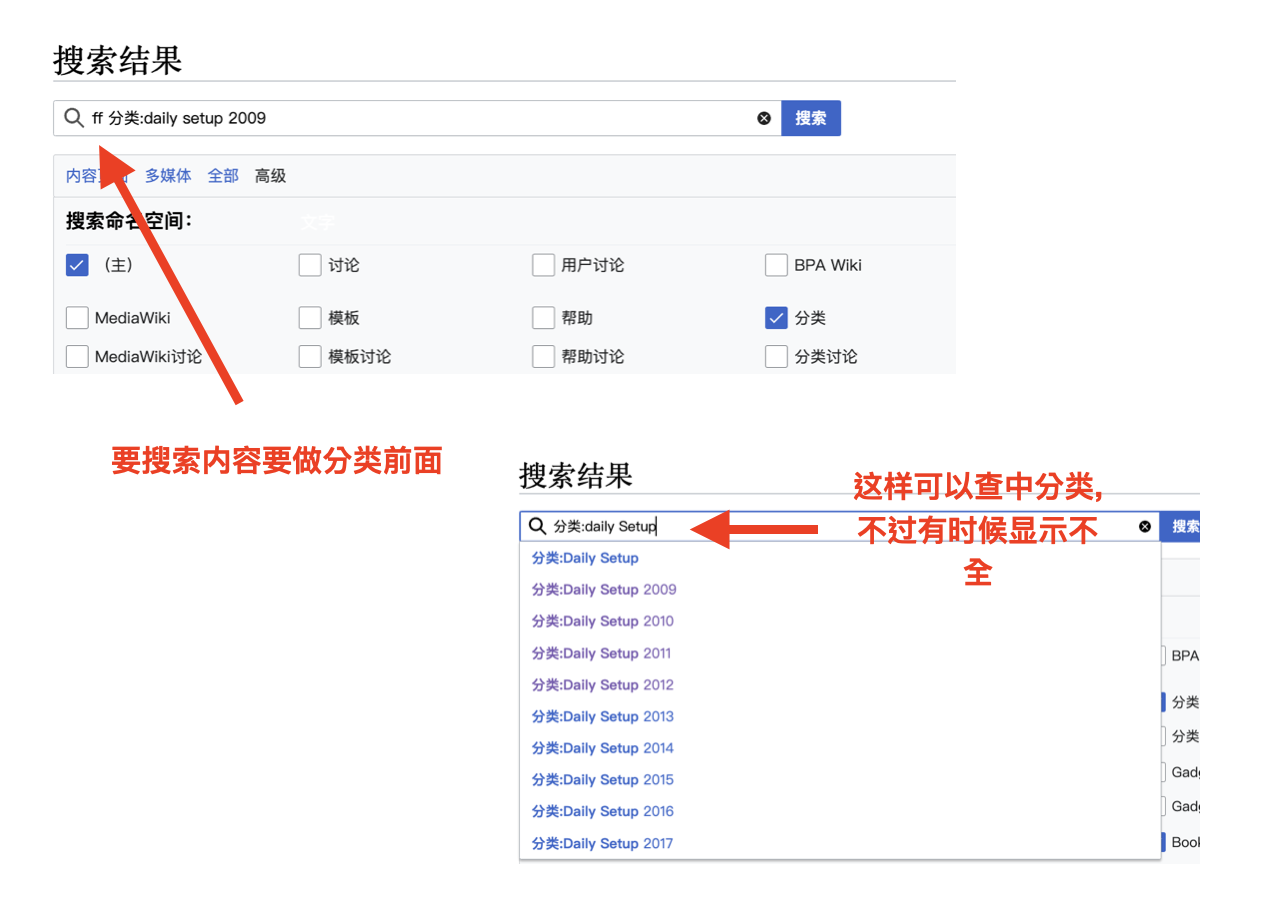 搜索结果
ff 分类:daily setup 2009
搜索
内容页面 多媒体 全部 高级
搜索命名空间：
文字
（主） 讨论 用户讨论 BPA Wiki
MediaWiki 模板 帮助 分类
MediaWiki讨论 模板讨论 帮助讨论 分类讨论
要搜索内容要做分类前面
搜索结果
这样可以查中分类,
不过有时候显示不
全
分类:daily Setup
搜索
分类:Daily Setup
分类:Daily Setup 2009
分类:Daily Setup 2010
分类:Daily Setup 2011
分类:Daily Setup 2012
分类:Daily Setup 2013
分类:Daily Setup 2014
分类:Daily Setup 2015
分类:Daily Setup 2016
分类:Daily Setup 2017
BPA
分类
分类
Gadg
Gadg
Book